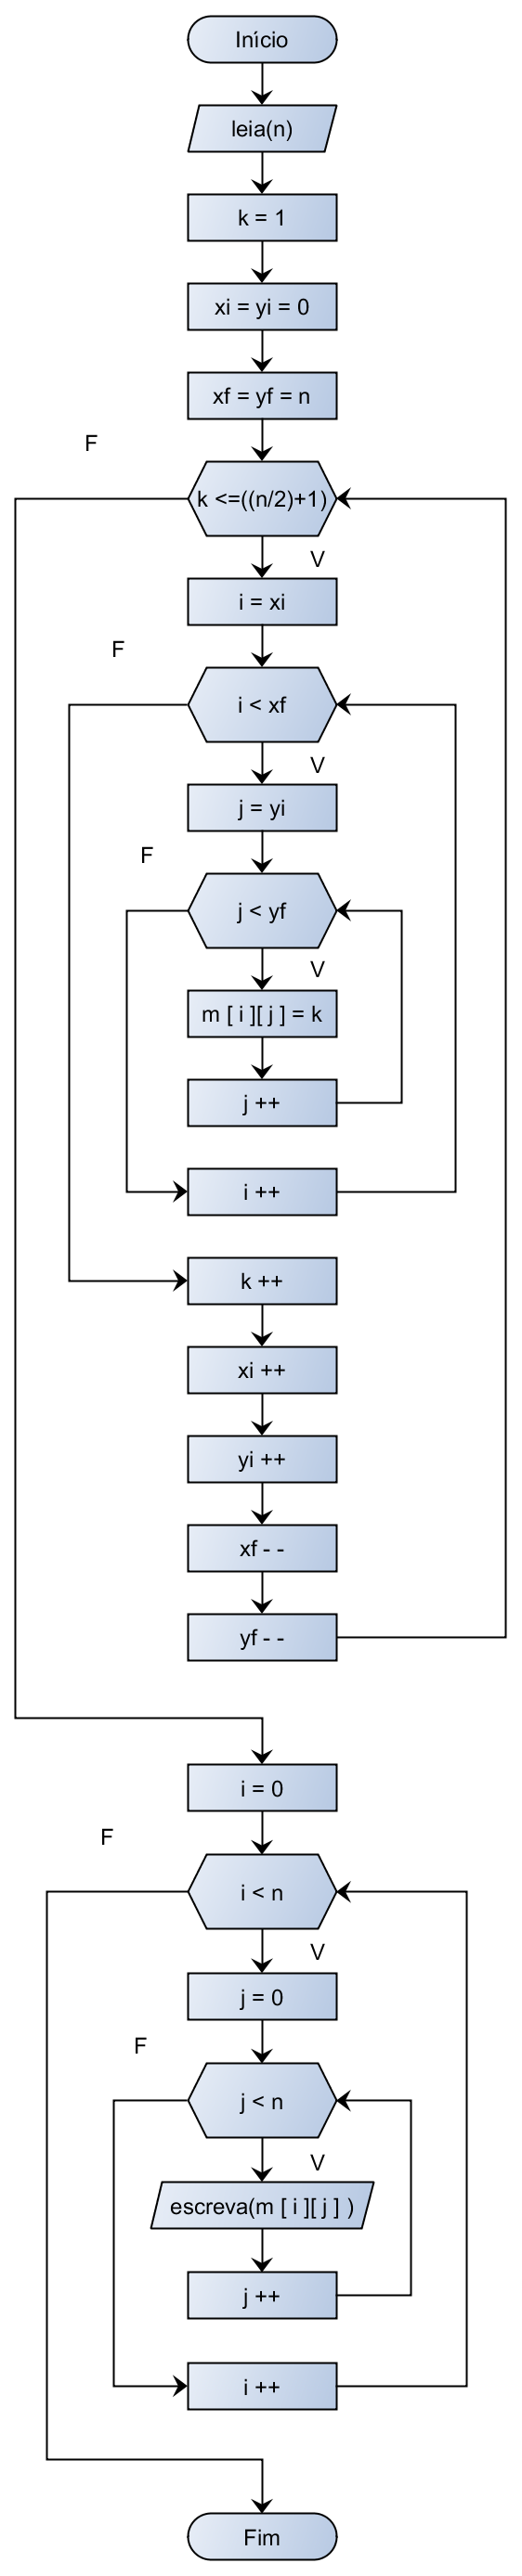 Início
leia(n)
k = 1
xi = yi = 0
xf = yf = n
F
k <=((n/2)+1)
V
i = xi
F
i < xf
V
j = yi
F
j < yf
V
m [ i ][ j ] = k
j ++
i ++
k ++
xi ++
yi ++
xf - -
yf - -
i = 0
F
i < n
V
j = 0
F
j < n
V
escreva(m [ i ][ j ] )
j ++
i ++
Fim